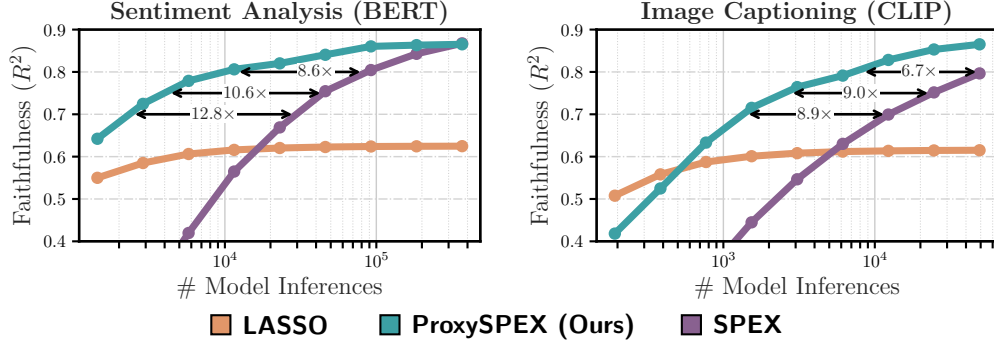 Sentiment Analysis (BERT)
Faithfulness (R²)
0.9
0.8
0.7
0.6
0.5
0.4
8.6×
10.6×
12.8×
10⁴
10⁵
# Model Inferences
Image Captioning (CLIP)
Faithfulness (R²)
0.9
0.8
0.7
0.6
0.5
0.4
6.7×
9.0×
8.9×
10³
10⁴
# Model Inferences
LASSO
ProxySPEX (Ours)
SPEX